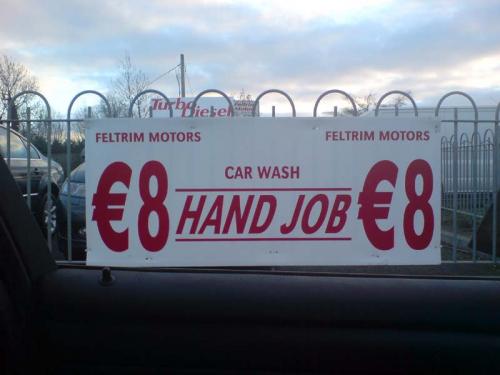 Turbo
Diesel
FELTRIM MOTORS FELTRIM MOTORS
CAR WASH
€8 HAND JOB €8